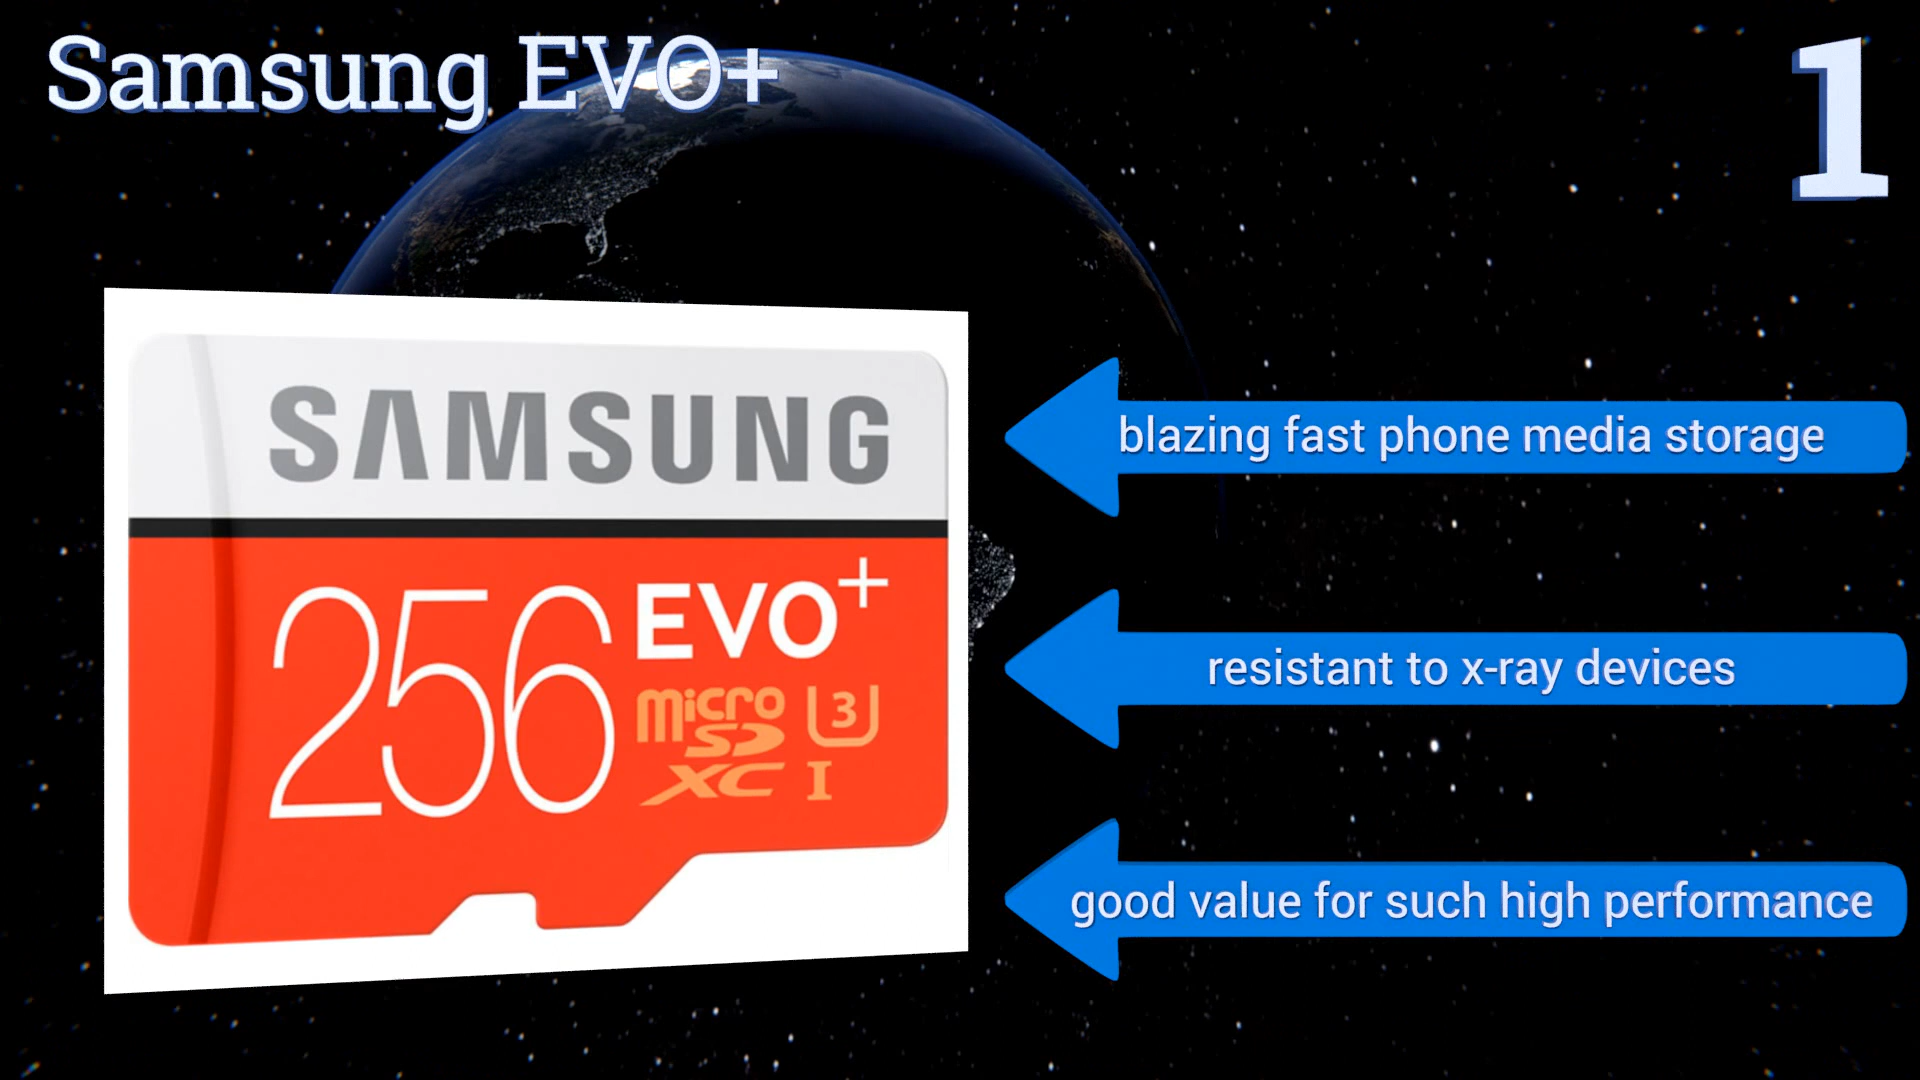 Samsung EVO+
1
SAMSUNG
256 EVO+
micro SD XC U3 I
blazing fast phone media storage
resistant to x-ray devices
good value for such high performance